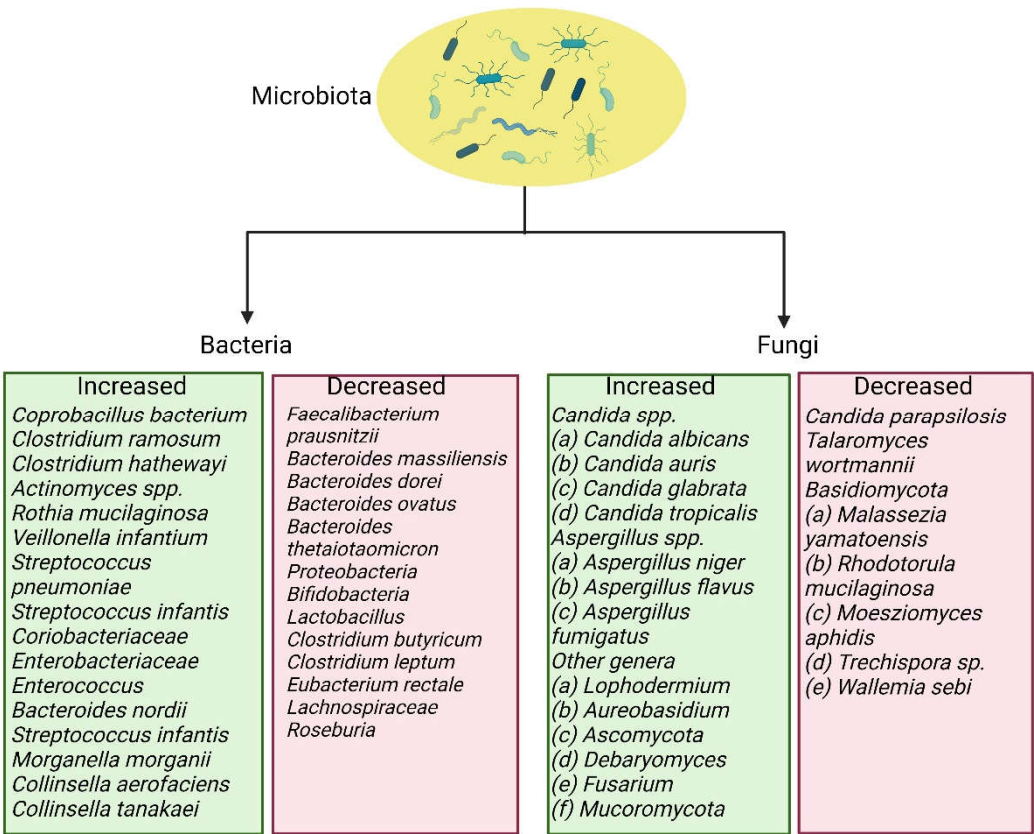 Microbiota
Bacteria
Increased
Coprobacillus bacterium
Clostridium ramosum
Clostridium hathewayi
Actinomyces spp.
Rothia mucilaginosa
Veillonella infantium
Streptococcus
pneumoniae
Streptococcus infantis
Coriobacteriaceae
Enterobacteriaceae
Enterococcus
Bacteroides nordii
Streptococcus infantis
Morganella morganii
Collinsella aerofaciens
Collinsella tanakaei
Decreased
Faecalibacterium
prausnitzii
Bacteroides massiliensis
Bacteroides dorei
Bacteroides ovatus
Bacteroides
thetaiotaomicron
Proteobacteria
Bifidobacteria
Lactobacillus
Clostridium butyricum
Clostridium leptum
Eubacterium rectale
Lachnospiraceae
Roseburia
Fungi
Increased
Candida spp.
(a) Candida albicans
(b) Candida auris
(c) Candida glabrata
(d) Candida tropicalis
Aspergillus spp.
(a) Aspergillus niger
(b) Aspergillus flavus
(c) Aspergillus
fumigatus
Other genera
(a) Lophodermium
(b) Aureobasidium
(c) Ascomycota
(d) Debaryomyces
(e) Fusarium
(f) Mucoromycota
Decreased
Candida parapsilosis
Talaromyces
wortmannii
Basidiomycota
(a) Malassezia
yamatoensis
(b) Rhodotorula
mucilaginosa
(c) Moesziomyces
aphidis
(d) Trechispora sp.
(e) Wallemia sebi